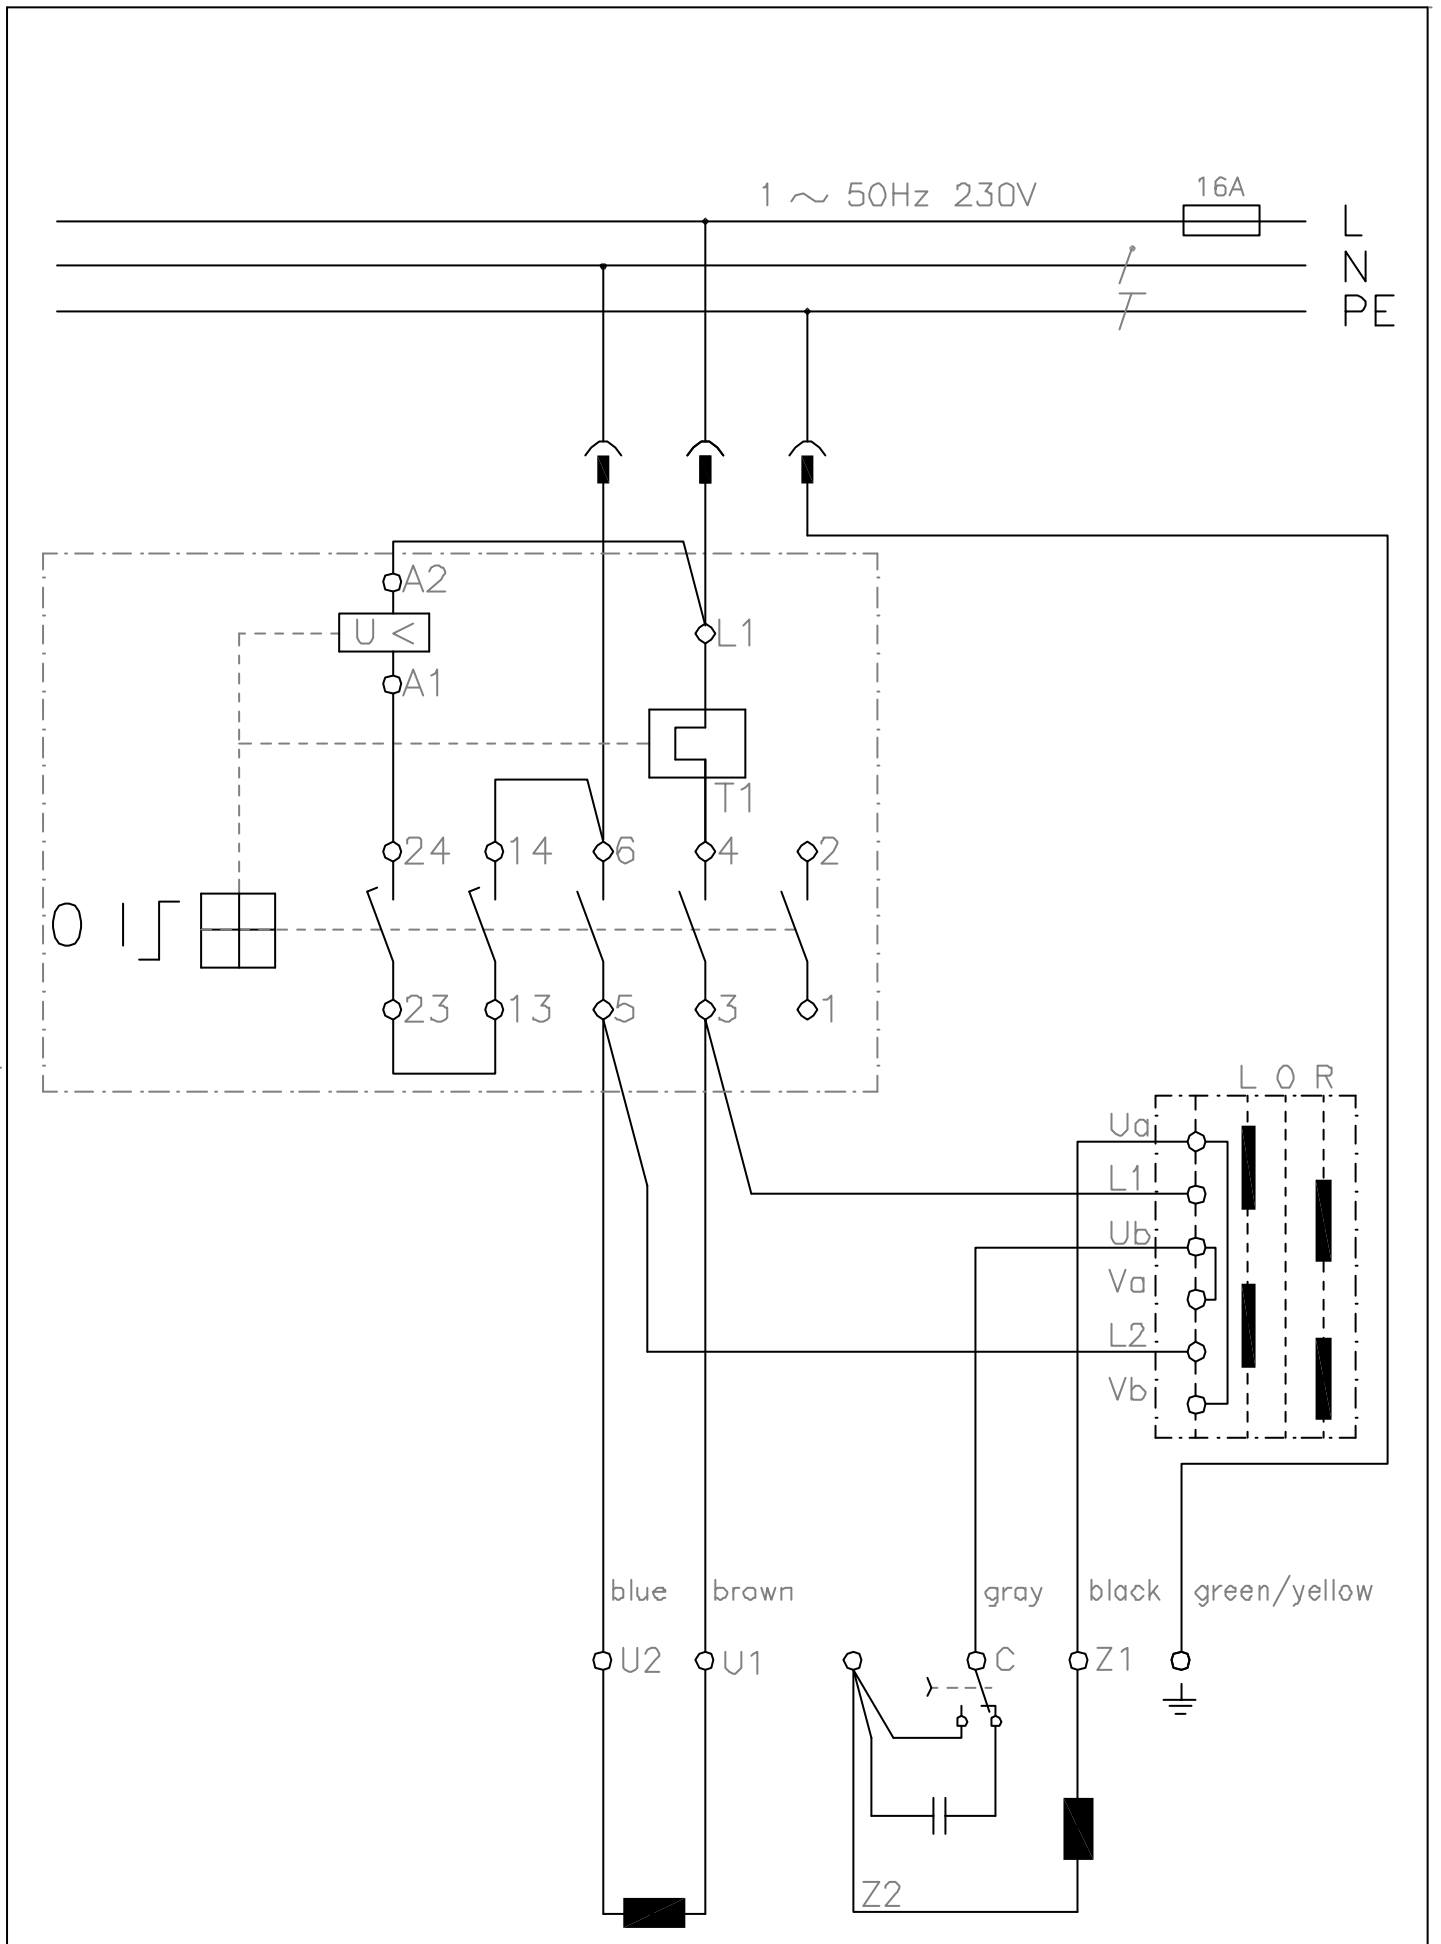 1 ~ 50Hz 230V 16A L
N
PE
A2
U < L1
A1
T1
24 14 6 4 2
0 I
23 13 5 3 1
L 0 R
Ua
L1
Ub
Va
L2
Vb
blue brown gray black green/yellow
U2 U1 C Z1
Z2